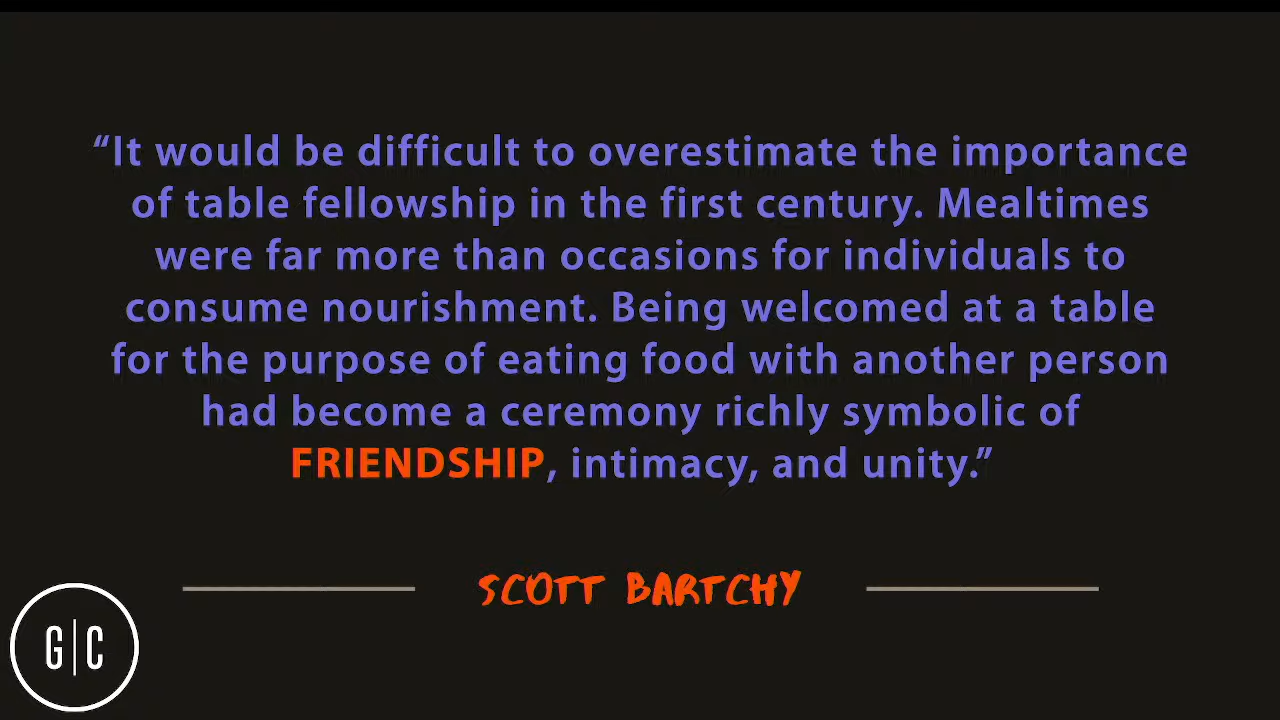 “It would be difficult to overestimate the importance
of table fellowship in the first century. Mealtimes
were far more than occasions for individuals to
consume nourishment. Being welcomed at a table
for the purpose of eating food with another person
had become a ceremony richly symbolic of
FRIENDSHIP, intimacy, and unity.”
SCOTT BARTCHY
G|C